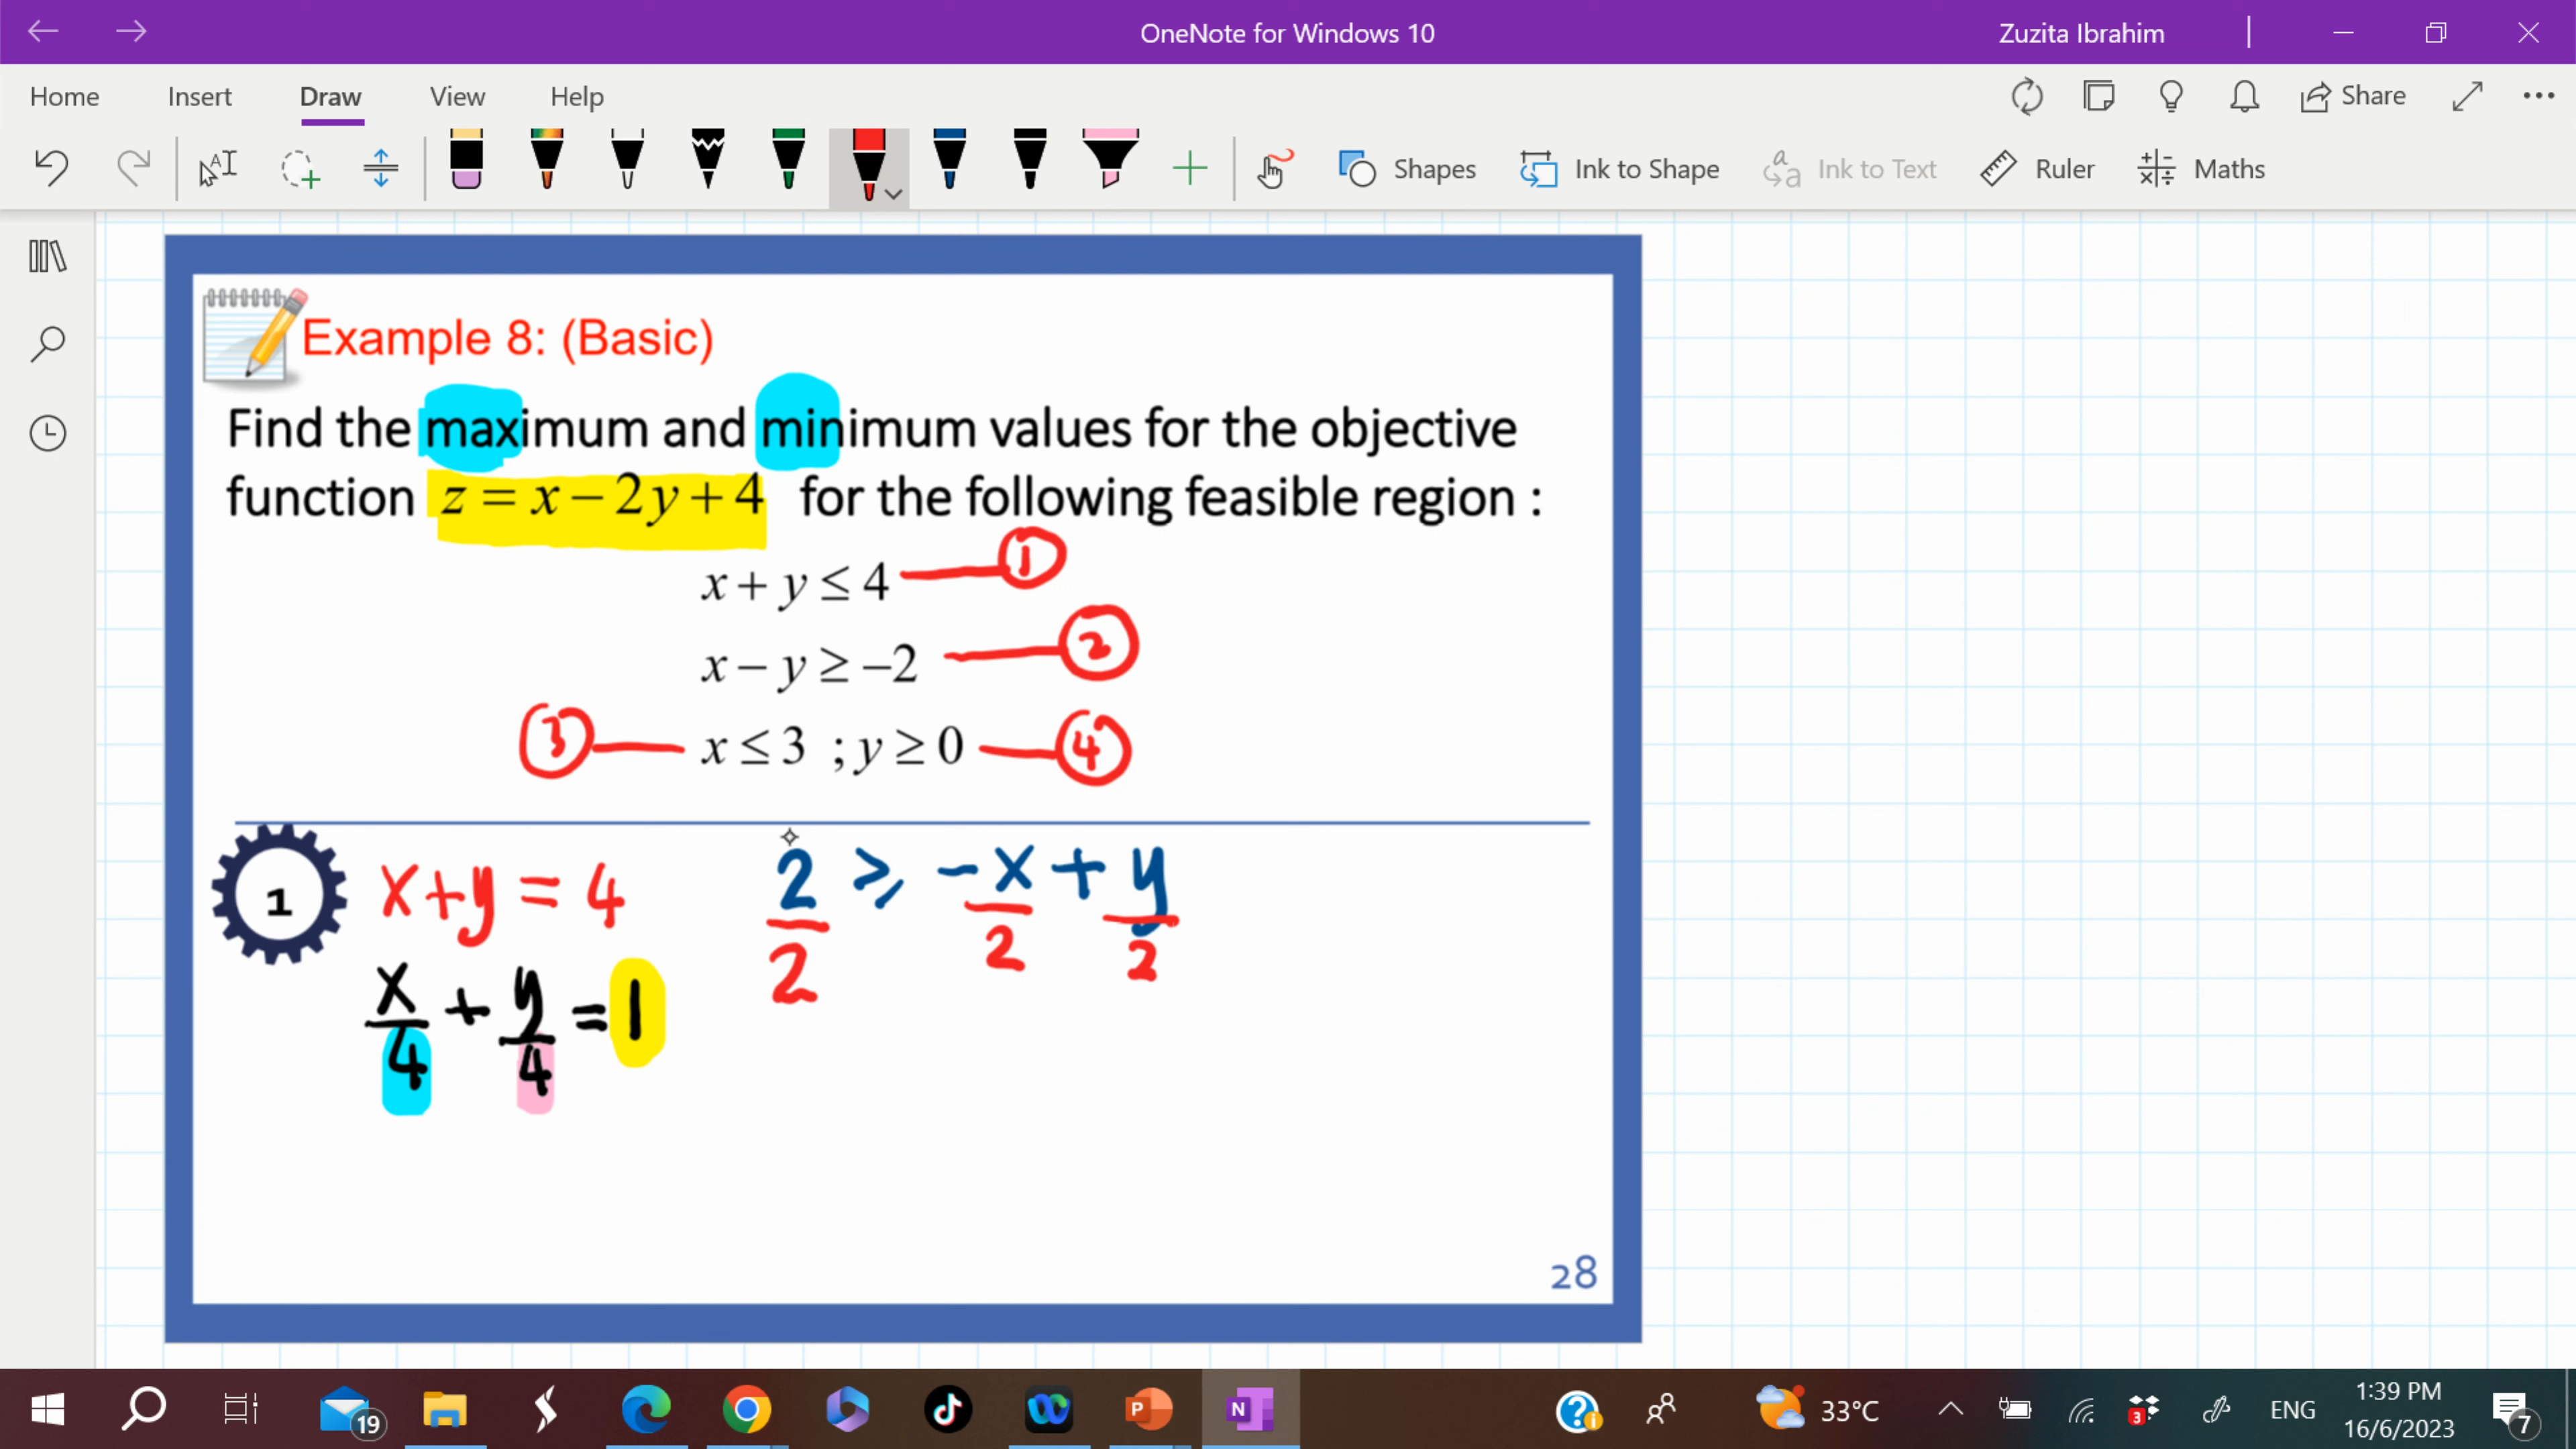 OneNote for Windows 10
Zuzita Ibrahim
Home Insert Draw View Help
Share
Shapes Ink to Shape Ink to Text Ruler Maths
Example 8: (Basic)
Find the maximum and minimum values for the objective
function z = x − 2y + 4 for the following feasible region :
x + y ≤ 4 — ①
x − y ≥ −2 — ②
③ — x ≤ 3 ; y ≥ 0 — ④
1
x+y = 4
x/4 + y/4 = 1
2/2 ≥ -x/2 + y/2
28
19
P
N
33°C
3
ENG
1:39 PM
16/6/2023
7